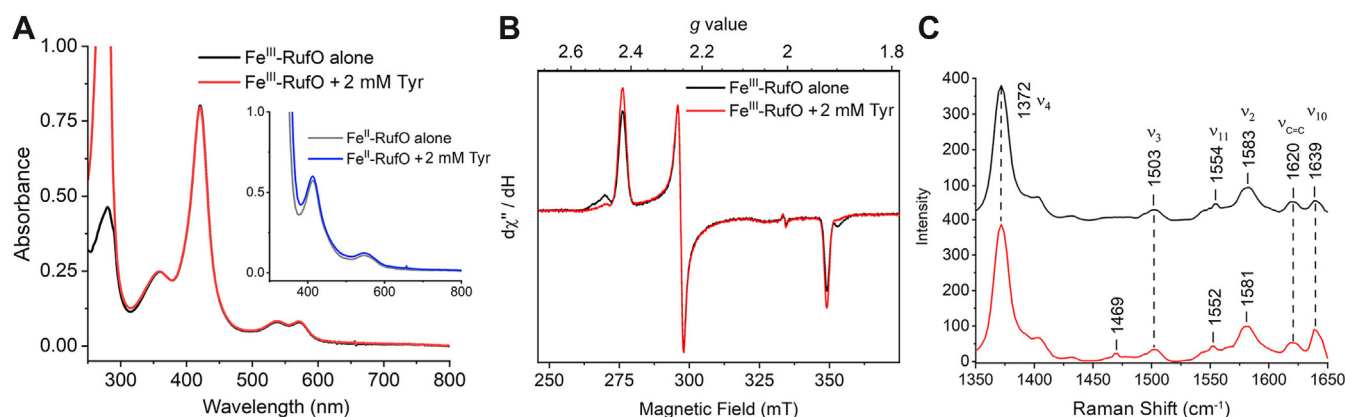 A
Fe^III-RufO alone
Fe^III-RufO + 2 mM Tyr
Absorbance
1.00
0.75
0.50
0.25
0.00
300 400 500 600 700 800
Wavelength (nm)
1.0
0.5
0.0
400 600 800
Fe^II-RufO alone
Fe^II-RufO + 2 mM Tyr
B
g value
2.6 2.4 2.2 2 1.8
Fe^III-RufO alone
Fe^III-RufO + 2 mM Tyr
dχ'' / dH
250 275 300 325 350 375
Magnetic Field (mT)
C
400
300
200
100
400
300
200
100
0
Intensity
1372 ν4
1503 ν3
1554 ν11
1583 ν2
1620 νC=C
1639 ν10
1469
1552
1581
1350 1400 1450 1500 1550 1600 1650
Raman Shift (cm⁻¹)